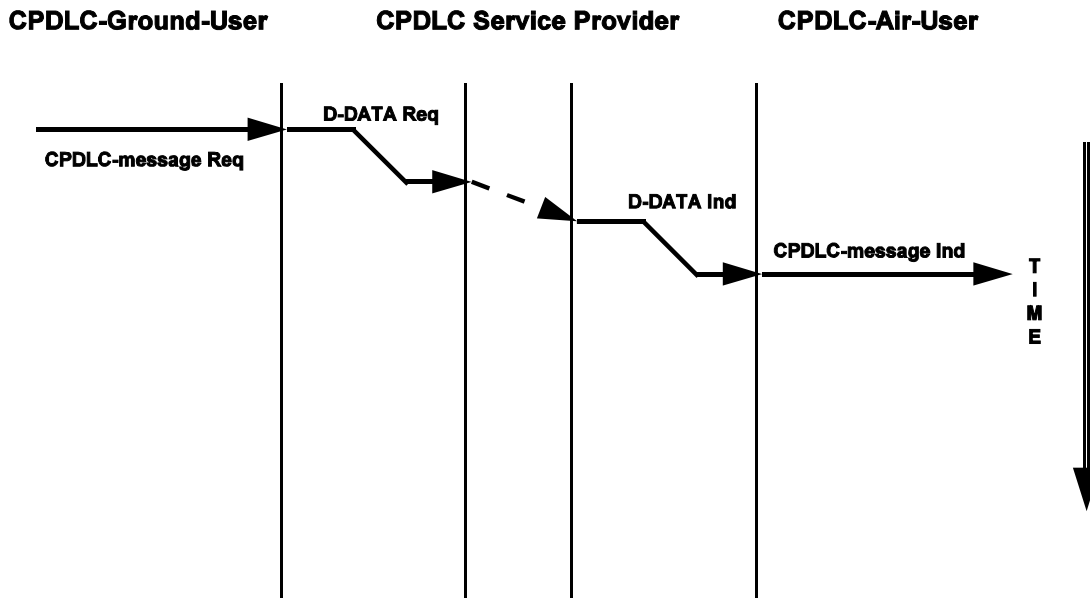 CPDLC-Ground-User CPDLC Service Provider CPDLC-Air-User
D-DATA Req
CPDLC-message Req
D-DATA Ind
CPDLC-message Ind
T
I
M
E